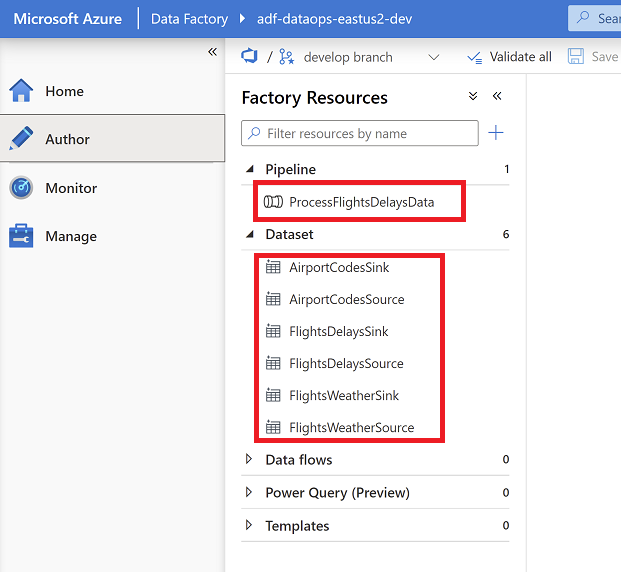 Microsoft Azure Data Factory adf-dataops-eastus2-dev Sear
« / develop branch Validate all Save
Home
Author
Monitor
Manage
Factory Resources «
Filter resources by name
Pipeline 1
ProcessFlightsDelaysData
Dataset 6
AirportCodesSink
AirportCodesSource
FlightsDelaysSink
FlightsDelaysSource
FlightsWeatherSink
FlightsWeatherSource
Data flows 0
Power Query (Preview) 0
Templates 0